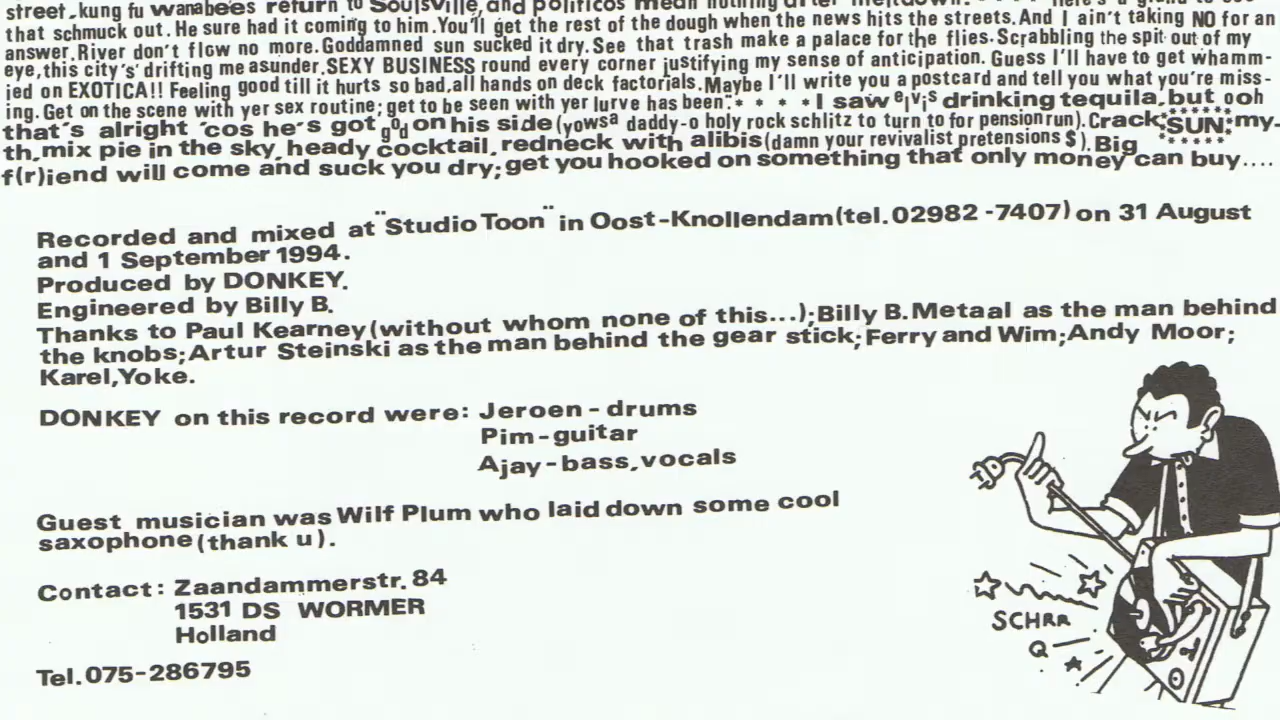 street, kung fu wanabees return to Soulsville, and politicos mean nothing after meltdown.
that schmuck out. He sure had it coming to him. You'll get the rest of the dough when the news hits the streets. And I ain't taking NO for an
answer. River don't flow no more. Goddamned sun sucked it dry. See that trash make a palace for the flies. Scrabbling the spit out of my
eye, this city's' drifting me asunder. SEXY BUSINESS round every corner justifying my sense of anticipation. Guess I'll have to get whamm-
ied on EXOTICA!! Feeling good till it hurts so bad, all hands on deck factorials. Maybe I'll write you a postcard and tell you what you're miss-
ing. Get on the scene with yer sex routine; get to be seen with yer lurve has been. * * * * I saw elvis drinking tequila, but ooh
that's alright 'cos he's got god on his side (yowsa daddy-o holy rock schlitz to turn to for pension run). Crack SUN: my-
th, mix pie in the sky, heady cocktail, redneck with alibis (damn your revivalist pretensions $). Big
f(r)iend will come and suck you dry; get you hooked on something that only money can buy....
Recorded and mixed at "Studio Toon" in Oost-Knollendam (tel. 02982 -7407) on 31 August
and 1 September 1994.
Produced by DONKEY.
Engineered by Billy B.
Thanks to Paul Kearney (without whom none of this...); Billy B. Metaal as the man behind
the knobs; Artur Steinski as the man behind the gear stick; Ferry and Wim; Andy Moor;
Karel, Yoke.
DONKEY on this record were: Jeroen - drums
Pim - guitar
Ajay - bass, vocals
Guest musician was Wilf Plum who laid down some cool
saxophone (thank u).
Contact: Zaandammerstr. 84
1531 DS WORMER
Holland
Tel. 075-286795
SCHRR
Q